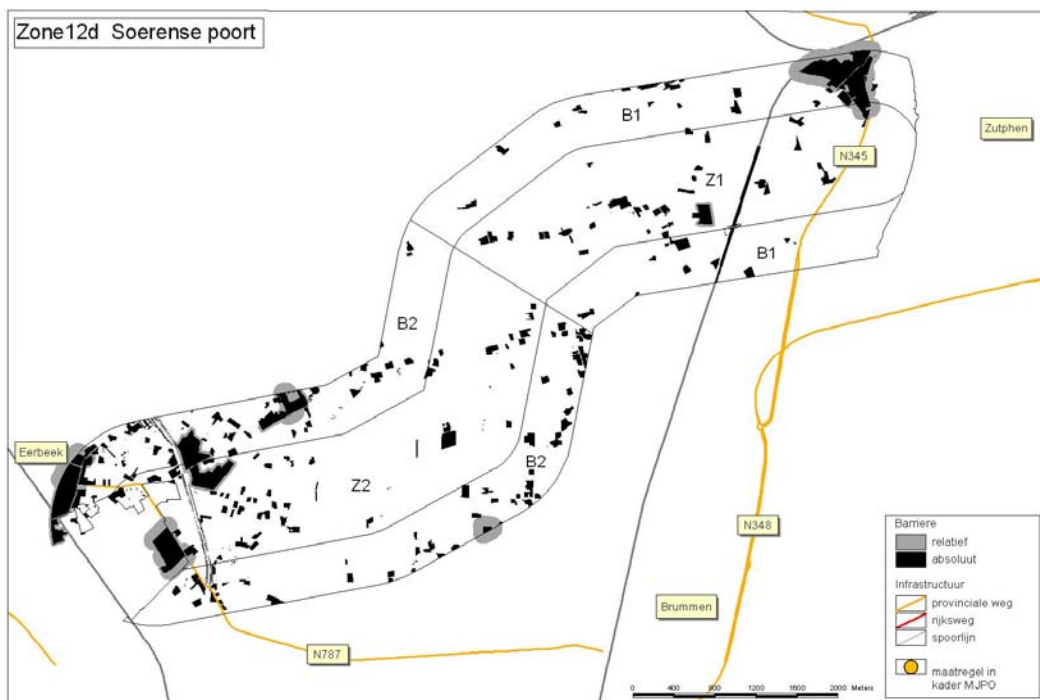 Zone12d Soerense poort
B1
Zutphen
N345
Z1
B1
B2
Eerbeek
B2
Z2
N348
Brummen
N787
Barriere
relatief
absoluut
Infrastructuur
provinciale weg
rijksweg
spoorlijn
maatregel in
kader MJPO
0 400 800 1200 1600 2000 Meters